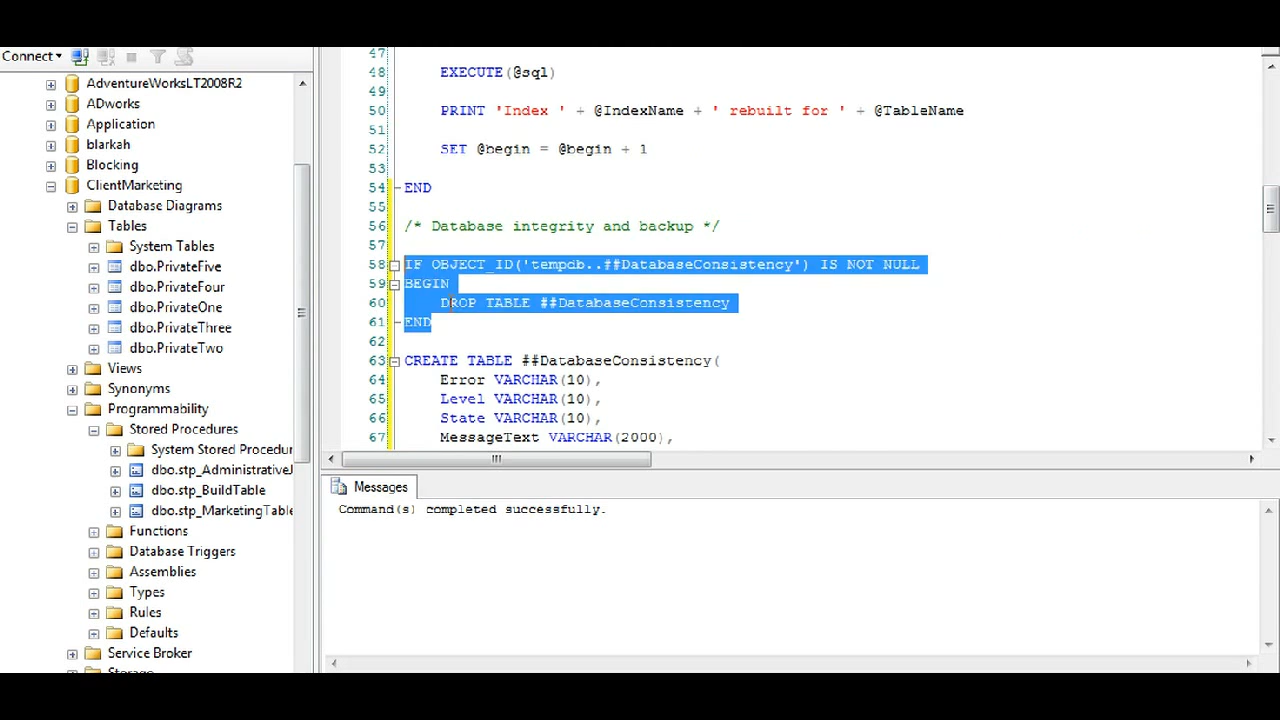 Connect
AdventureWorksLT2008R2
ADworks
Application
blarkah
Blocking
ClientMarketing
Database Diagrams
Tables
System Tables
dbo.PrivateFive
dbo.PrivateFour
dbo.PrivateOne
dbo.PrivateThree
dbo.PrivateTwo
Views
Synonyms
Programmability
Stored Procedures
System Stored Procedur
dbo.stp_AdministrativeJ
dbo.stp_BuildTable
dbo.stp_MarketingTable
Functions
Database Triggers
Assemblies
Types
Rules
Defaults
Service Broker
Storage
47
48 EXECUTE(@sql)
49
50 PRINT 'Index ' + @IndexName + ' rebuilt for ' + @TableName
51
52 SET @begin = @begin + 1
53
54 END
55
56 /* Database integrity and backup */
57
58 IF OBJECT_ID('tempdb..##DatabaseConsistency') IS NOT NULL
59 BEGIN
60 DROP TABLE ##DatabaseConsistency
61 END
62
63 CREATE TABLE ##DatabaseConsistency(
64 Error VARCHAR(10),
65 Level VARCHAR(10),
66 State VARCHAR(10),
67 MessageText VARCHAR(2000),
Messages
Command(s) completed successfully.